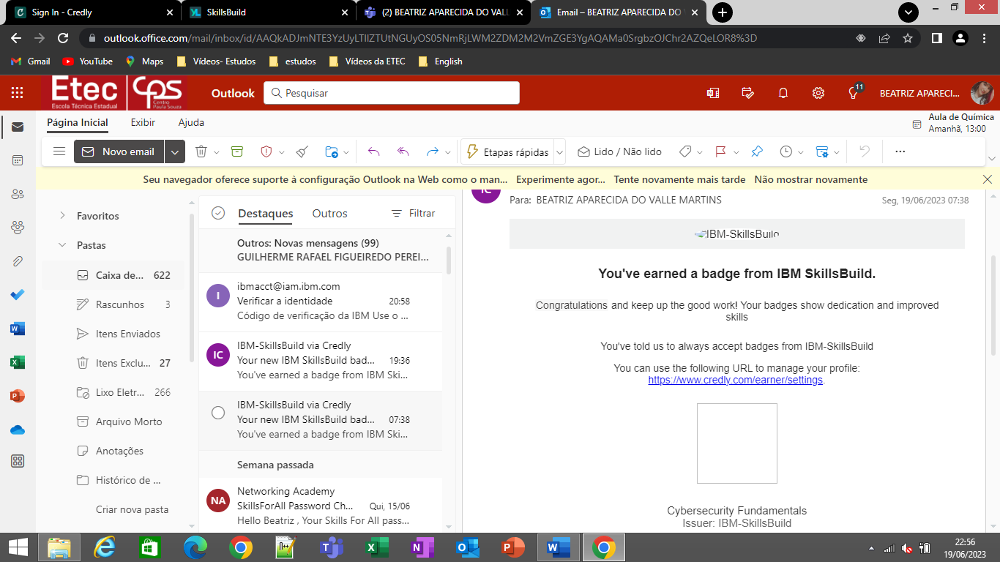 Sign In - Credly
SkillsBuild
(2) BEATRIZ APARECIDA DO VALL
Email – BEATRIZ APARECIDA DO V
outlook.office.com/mail/inbox/id/AAQkADJmNTE3YzUyLTIlZTUtNGUyOS05NmRjLWM2ZDM2M2VmZGE3YgAQAMa0SrgbzOJChr2AZQeLOR8%3D
Gmail YouTube Maps Vídeos- Estudos estudos Vídeos da ETEC English
Etec
Escola Técnica Estadual
CPS
Centro
Paula Souza
Outlook
Pesquisar
11
BEATRIZ APARECI...
Página Inicial Exibir Ajuda
Aula de Química
Amanhã, 13:00
Novo email
Etapas rápidas
Lido / Não lido
Seu navegador oferece suporte à configuração Outlook na Web como o man... Experimente agor... Tente novamente mais tarde Não mostrar novamente
Favoritos
Pastas
Caixa de... 622
Rascunhos 3
Itens Enviados
Itens Exclu... 27
Lixo Eletr... 266
Arquivo Morto
Anotações
Histórico de ...
Criar nova pasta
Destaques Outros Filtrar
Outros: Novas mensagens (99)
GUILHERME RAFAEL FIGUEIREDO PEREI...
I
ibmacct@iam.ibm.com
Verificar a identidade 20:58
Código de verificação da IBM Use o ...
IC
IBM-SkillsBuild via Credly
Your new IBM SkillsBuild bad... 19:36
You've earned a badge from IBM Ski...
IBM-SkillsBuild via Credly
Your new IBM SkillsBuild bad... 07:38
You've earned a badge from IBM Ski...
Semana passada
NA
Networking Academy
SkillsForAll Password Ch... Qui, 15/06
Hello Beatriz , Your Skills For All pass...
IC
Para: BEATRIZ APARECIDA DO VALLE MARTINS
Seg, 19/06/2023 07:38
IBM-SkillsBuild
You've earned a badge from IBM SkillsBuild.
Congratulations and keep up the good work! Your badges show dedication and improved
skills
You've told us to always accept badges from IBM-SkillsBuild
You can use the following URL to manage your profile:
https://www.credly.com/earner/settings.
Cybersecurity Fundamentals
Issuer: IBM-SkillsBuild
22:56
19/06/2023